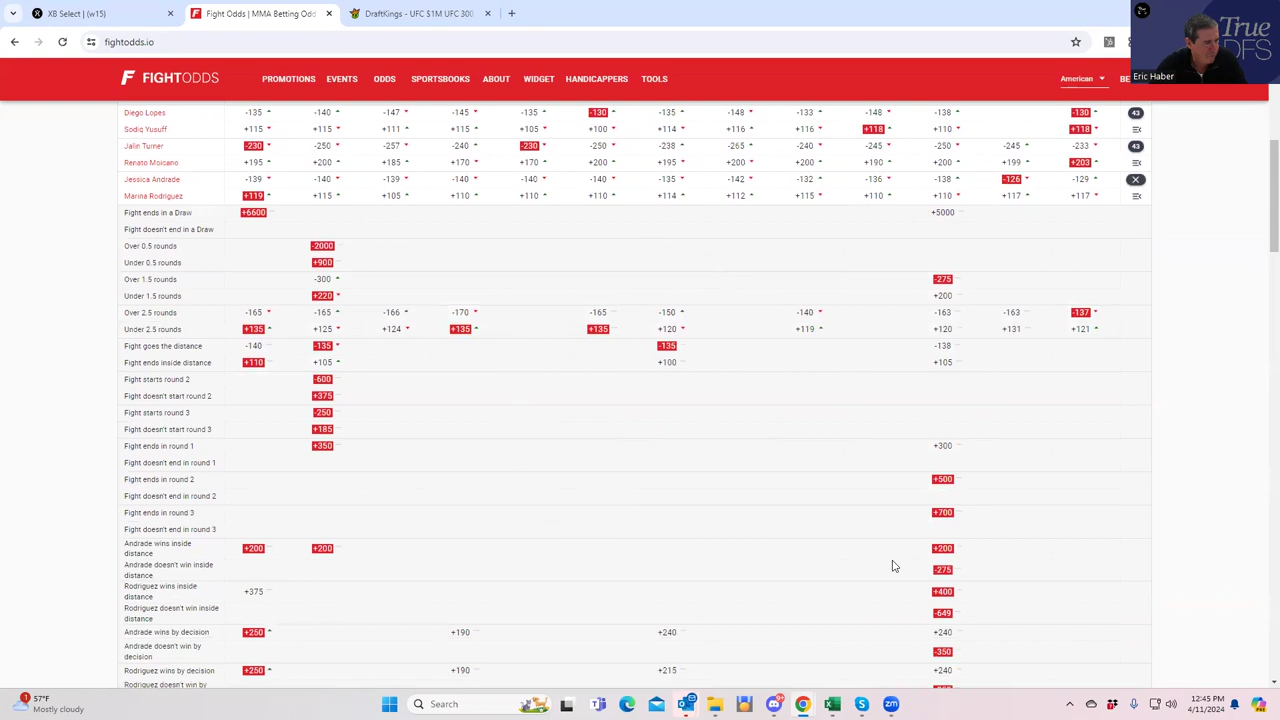 XB Select | (w15)
Fight Odds | MMA Betting Odd
DraftKings - UFC $1M UFC 300
fightodds.io
True
DFS
Eric Haber
FIGHTODDS PROMOTIONS EVENTS ODDS SPORTSBOOKS ABOUT WIDGET HANDICAPPERS TOOLS American BE
Diego Lopes -135 -140 -147 -145 -135 -130 -135 -148 -133 -148 -138 -130 43
Sodiq Yusuff +115 +115 +111 +115 +105 +100 +114 +116 +116 +118 +110 +118
Jalin Turner -230 -250 -257 -240 -230 -250 -238 -265 -240 -245 -250 -245 -233 43
Renato Moicano +195 +200 +185 +170 +170 +200 +195 +200 +200 +190 +200 +199 +203
Jessica Andrade -139 -140 -139 -140 -140 -140 -135 -142 -132 -136 -138 -126 -129
Marina Rodriguez +119 +115 +105 +110 +110 +110 +114 +112 +115 +110 +110 +117 +117
Fight ends in a Draw +6600 +5000
Fight doesn't end in a Draw
Over 0.5 rounds -2000
Under 0.5 rounds +900
Over 1.5 rounds -300 -275
Under 1.5 rounds +220 +200
Over 2.5 rounds -165 -165 -166 -170 -165 -150 -140 -163 -163 -137
Under 2.5 rounds +135 +125 +124 +135 +135 +120 +119 +120 +131 +121
Fight goes the distance -140 -135 -135 -138
Fight ends inside distance +110 +105 +100 +105
Fight starts round 2 -600
Fight doesn't start round 2 +375
Fight starts round 3 -250
Fight doesn't start round 3 +185
Fight ends in round 1 +350 +300
Fight doesn't end in round 1
Fight ends in round 2 +500
Fight doesn't end in round 2
Fight ends in round 3 +700
Fight doesn't end in round 3
Andrade wins inside
distance +200 +200 +200
Andrade doesn't win inside
distance -275
Rodriguez wins inside
distance +375 +400
Rodriguez doesn't win inside
distance -649
Andrade wins by decision +250 +190 +240 +240
Andrade doesn't win by
decision -350
Rodriguez wins by decision +250 +190 +215 +240
Rodriguez doesn't win by
1
57°F
Mostly cloudy
Search
12:45 PM
4/11/2024